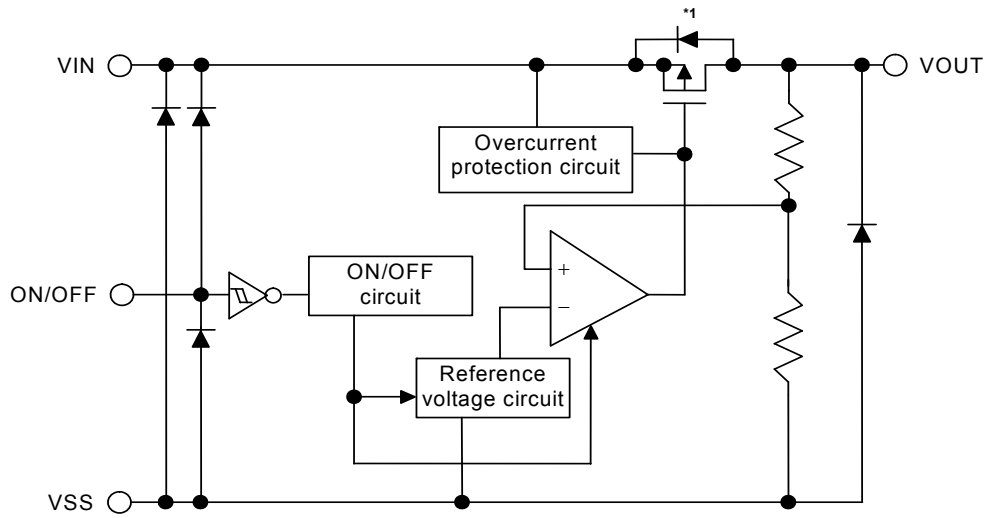 *1
VIN
VOUT
Overcurrent
protection circuit
+
−
ON/OFF
ON/OFF
circuit
Reference
voltage circuit
VSS